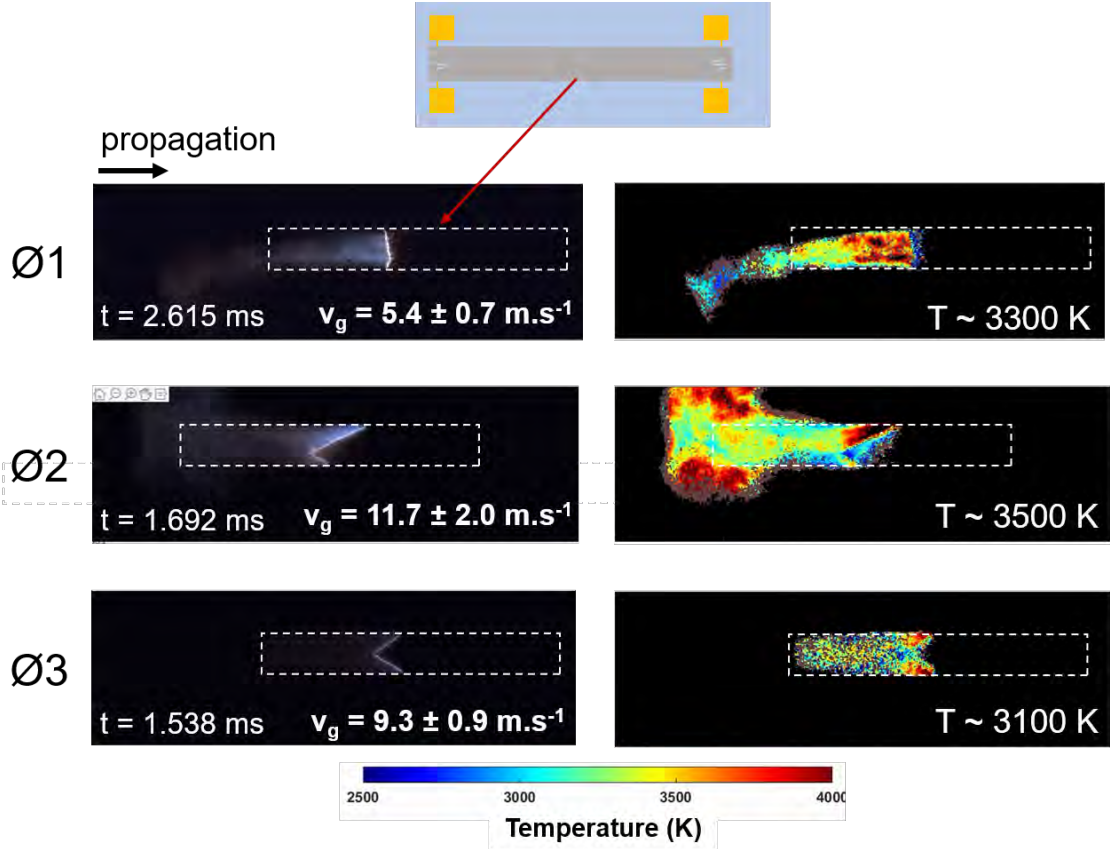 propagation
Ø1
t = 2.615 ms
v_g = 5.4 ± 0.7 m.s⁻¹
T ~ 3300 K
Ø2
t = 1.692 ms
v_g = 11.7 ± 2.0 m.s⁻¹
T ~ 3500 K
Ø3
t = 1.538 ms
v_g = 9.3 ± 0.9 m.s⁻¹
T ~ 3100 K
2500 3000 3500 4000
Temperature (K)